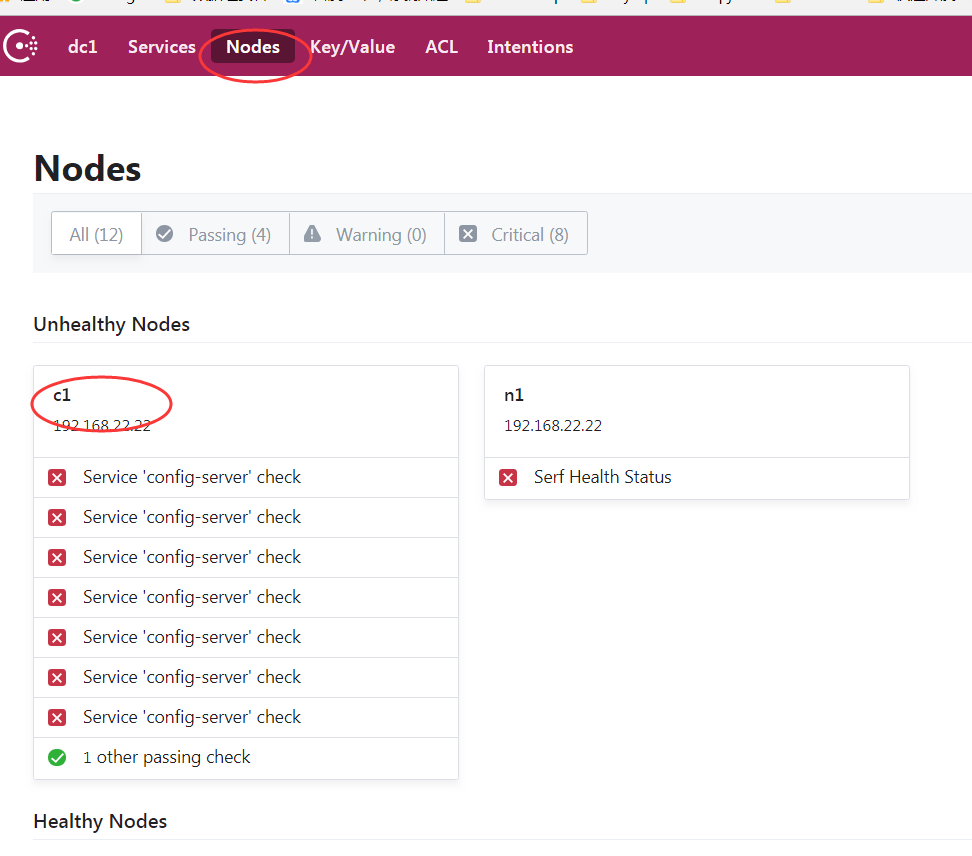 dc1 Services Nodes Key/Value ACL Intentions
Nodes
All (12) Passing (4) Warning (0) Critical (8)
Unhealthy Nodes
c1
192.168.22.22
Service 'config-server' check
Service 'config-server' check
Service 'config-server' check
Service 'config-server' check
Service 'config-server' check
Service 'config-server' check
Service 'config-server' check
1 other passing check
n1
192.168.22.22
Serf Health Status
Healthy Nodes